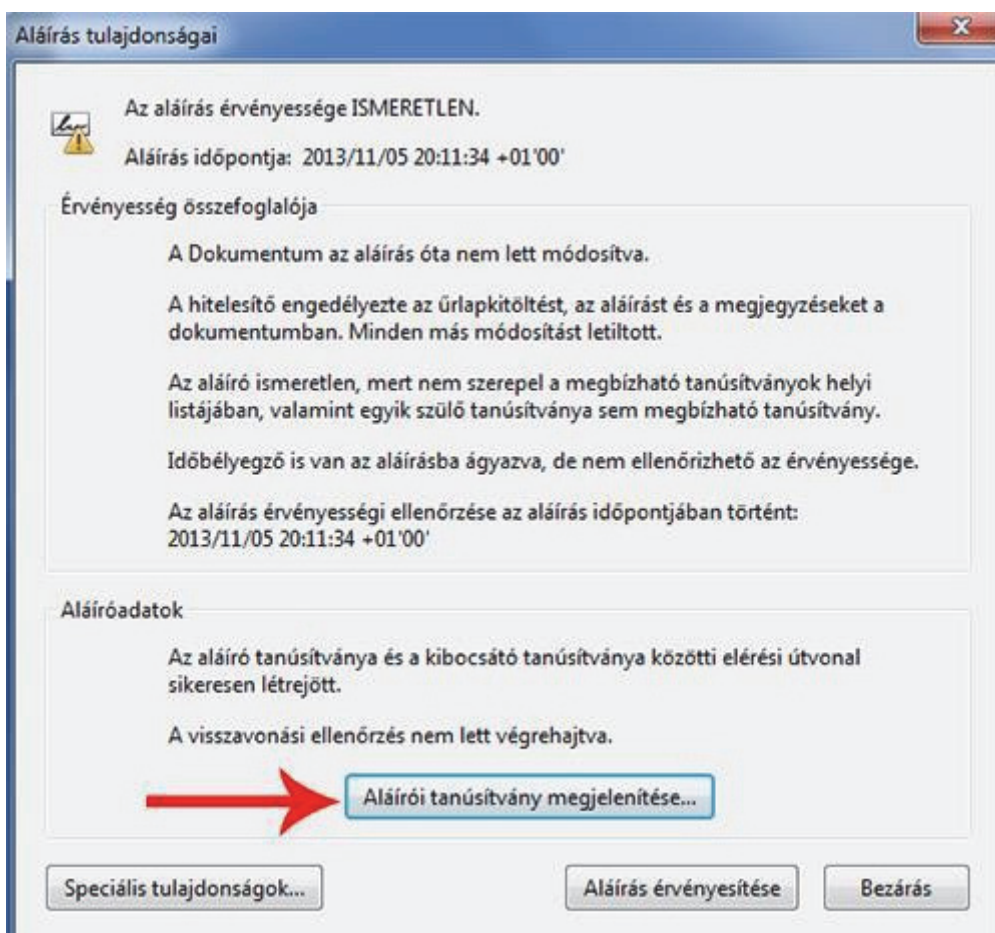 Aláírás tulajdonságai
Az aláírás érvényessége ISMERETLEN.
Aláírás időpontja: 2013/11/05 20:11:34 +01'00'
Érvényesség összefoglalója
A Dokumentum az aláírás óta nem lett módosítva.
A hitelesítő engedélyezte az űrlapkitöltést, az aláírást és a megjegyzéseket a
dokumentumban. Minden más módosítást letiltott.
Az aláíró ismeretlen, mert nem szerepel a megbízható tanúsítványok helyi
listájában, valamint egyik szülő tanúsítványa sem megbízható tanúsítvány.
Időbélyegző is van az aláírásba ágyazva, de nem ellenőrizhető az érvényessége.
Az aláírás érvényességi ellenőrzése az aláírás időpontjában történt:
2013/11/05 20:11:34 +01'00'
Aláíróadatok
Az aláíró tanúsítványa és a kibocsátó tanúsítványa közötti elérési útvonal
sikeresen létrejött.
A visszavonási ellenőrzés nem lett végrehajtva.
Aláírói tanúsítvány megjelenítése...
Speciális tulajdonságok... Aláírás érvényesítése Bezárás